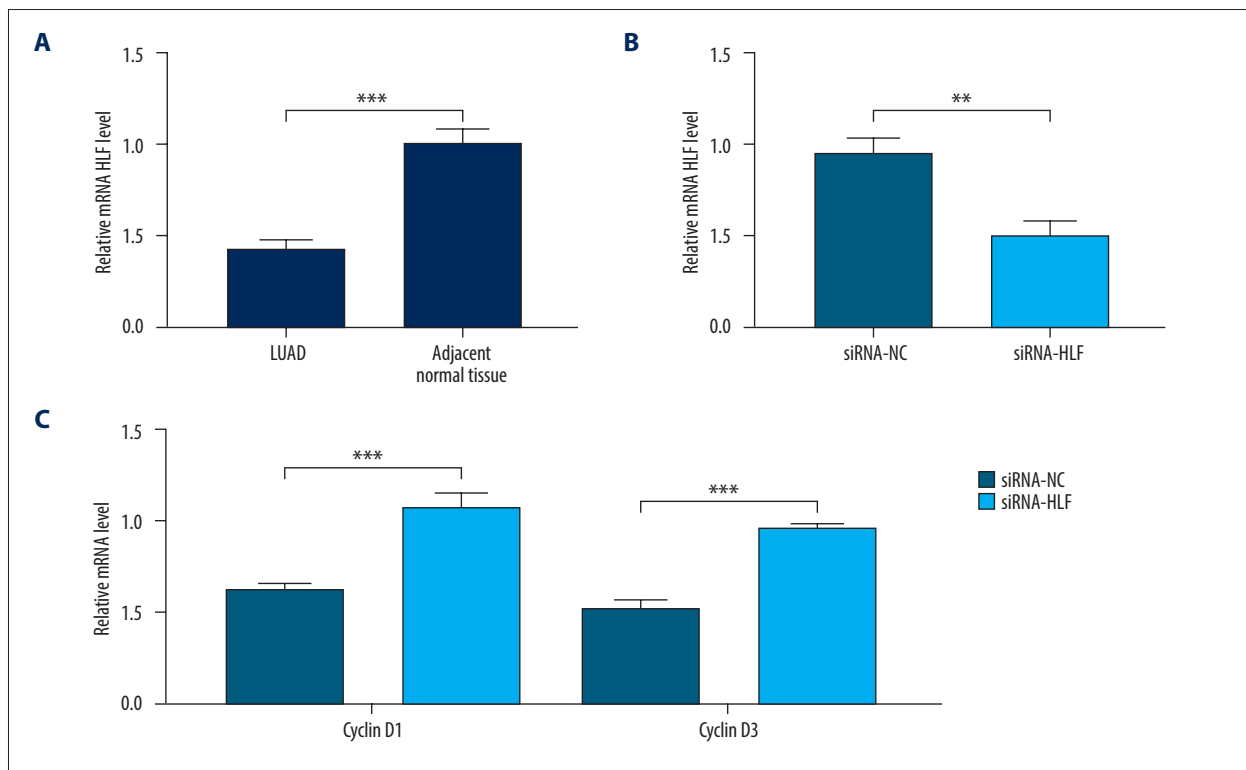 A
Relative mRNA HLF level
1.5
1.0
1.5
0.0
***
LUAD
Adjacent
normal tissue
B
Relative mRNA HLF level
1.5
1.0
1.5
0.0
**
siRNA-NC
siRNA-HLF
C
Relative mRNA level
1.5
1.0
1.5
0.0
***
***
Cyclin D1
Cyclin D3
siRNA-NC
siRNA-HLF